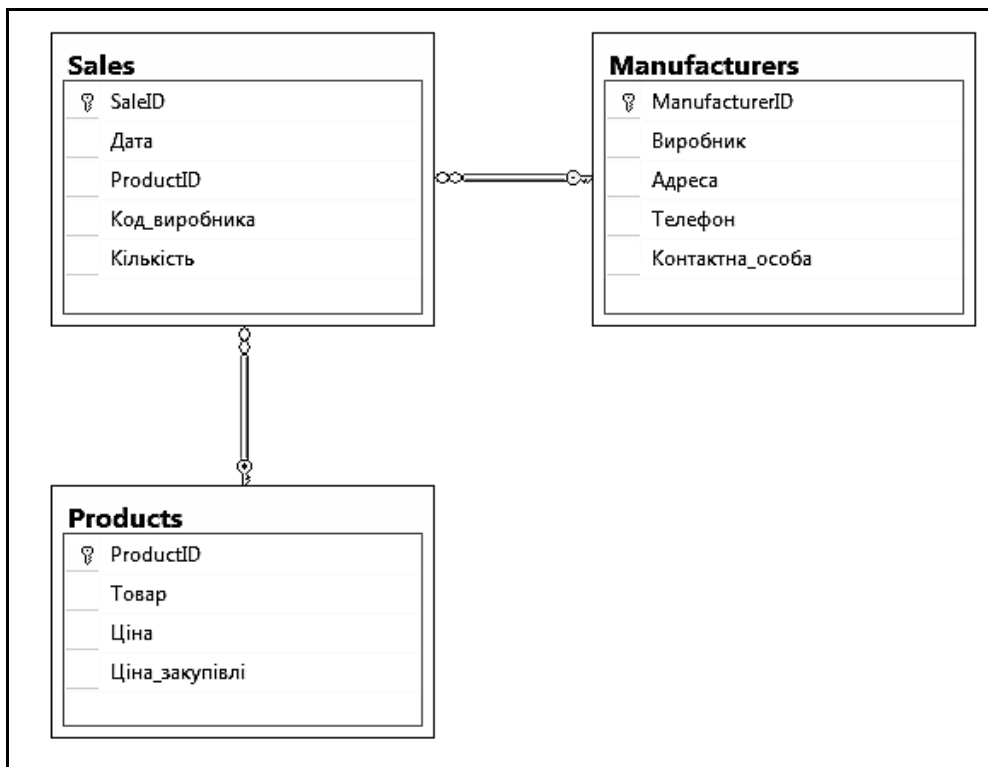 Sales
SaleID
Дата
ProductID
Код_виробника
Кількість
Manufacturers
ManufacturerID
Виробник
Адреса
Телефон
Контактна_особа
Products
ProductID
Товар
Ціна
Ціна_закупівлі